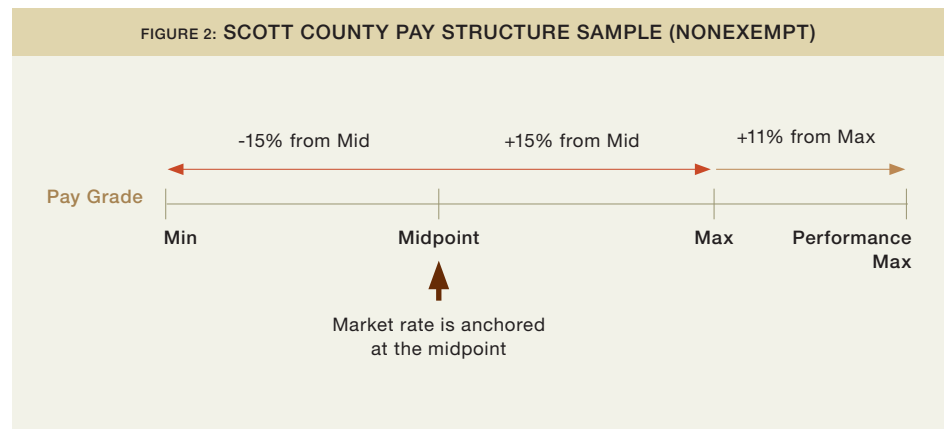 FIGURE 2: SCOTT COUNTY PAY STRUCTURE SAMPLE (NONEXEMPT)
-15% from Mid
+15% from Mid
+11% from Max
Pay Grade
Min
Midpoint
Max
Performance
Max
Market rate is anchored
at the midpoint